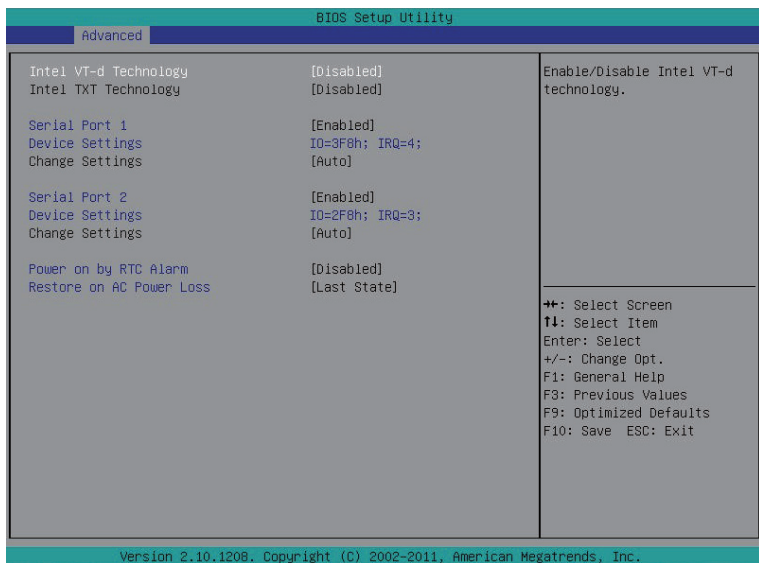 BIOS Setup Utility
Advanced
Intel VT-d Technology [Disabled]
Intel TXT Technology [Disabled]
Serial Port 1 [Enabled]
Device Settings IO=3F8h; IRQ=4;
Change Settings [Auto]
Serial Port 2 [Enabled]
Device Settings IO=2F8h; IRQ=3;
Change Settings [Auto]
Power on by RTC Alarm [Disabled]
Restore on AC Power Loss [Last State]
Enable/Disable Intel VT-d
technology.
→←: Select Screen
↑↓: Select Item
Enter: Select
+/-: Change Opt.
F1: General Help
F3: Previous Values
F9: Optimized Defaults
F10: Save ESC: Exit
Version 2.10.1208. Copyright (C) 2002-2011, American Megatrends, Inc.